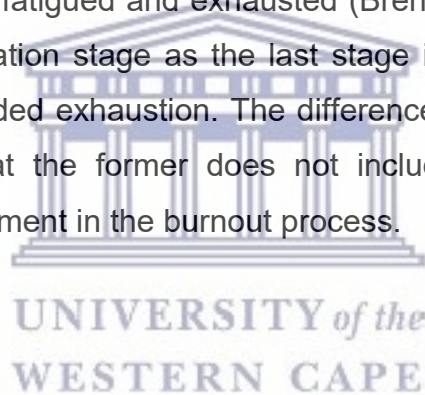 fatigued and exhausted (Bren
ation stage as the last stage i
ded exhaustion. The difference
at the former does not inclu
ment in the burnout process.
UNIVERSITY of the
WESTERN CAPE